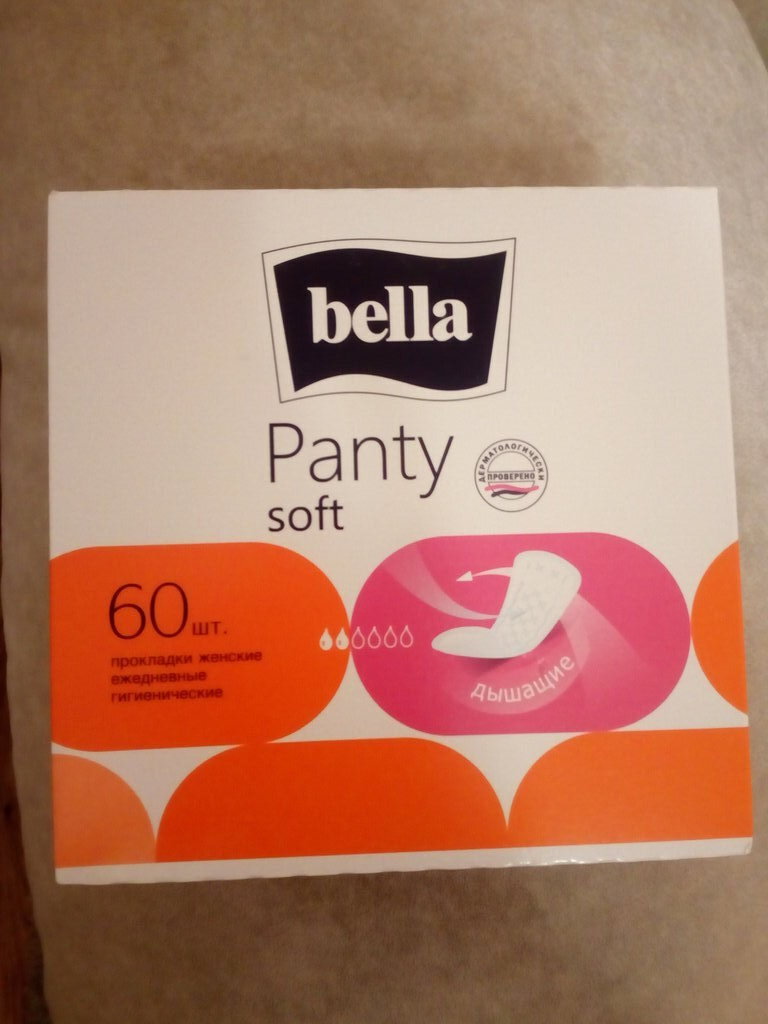 bella
Panty
soft
ДЕРМАТОЛОГИЧЕСКИ
ПРОВЕРЕНО
60 шт.
прокладки женские
ежедневные
гигиенические
дышащие